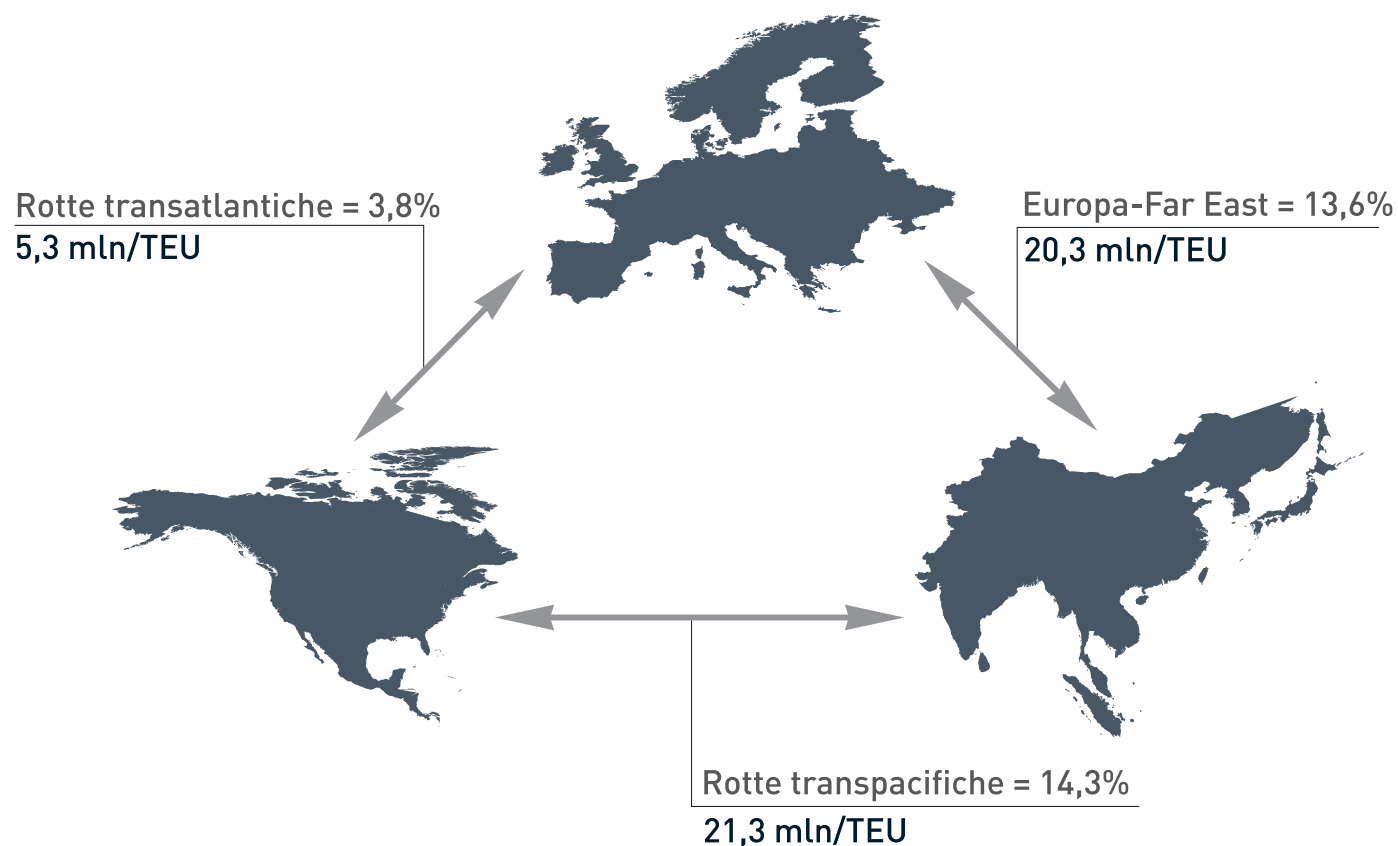 Rotte transatlantiche = 3,8%
5,3 mln/TEU
Europa-Far East = 13,6%
20,3 mln/TEU
Rotte transpacifiche = 14,3%
21,3 mln/TEU